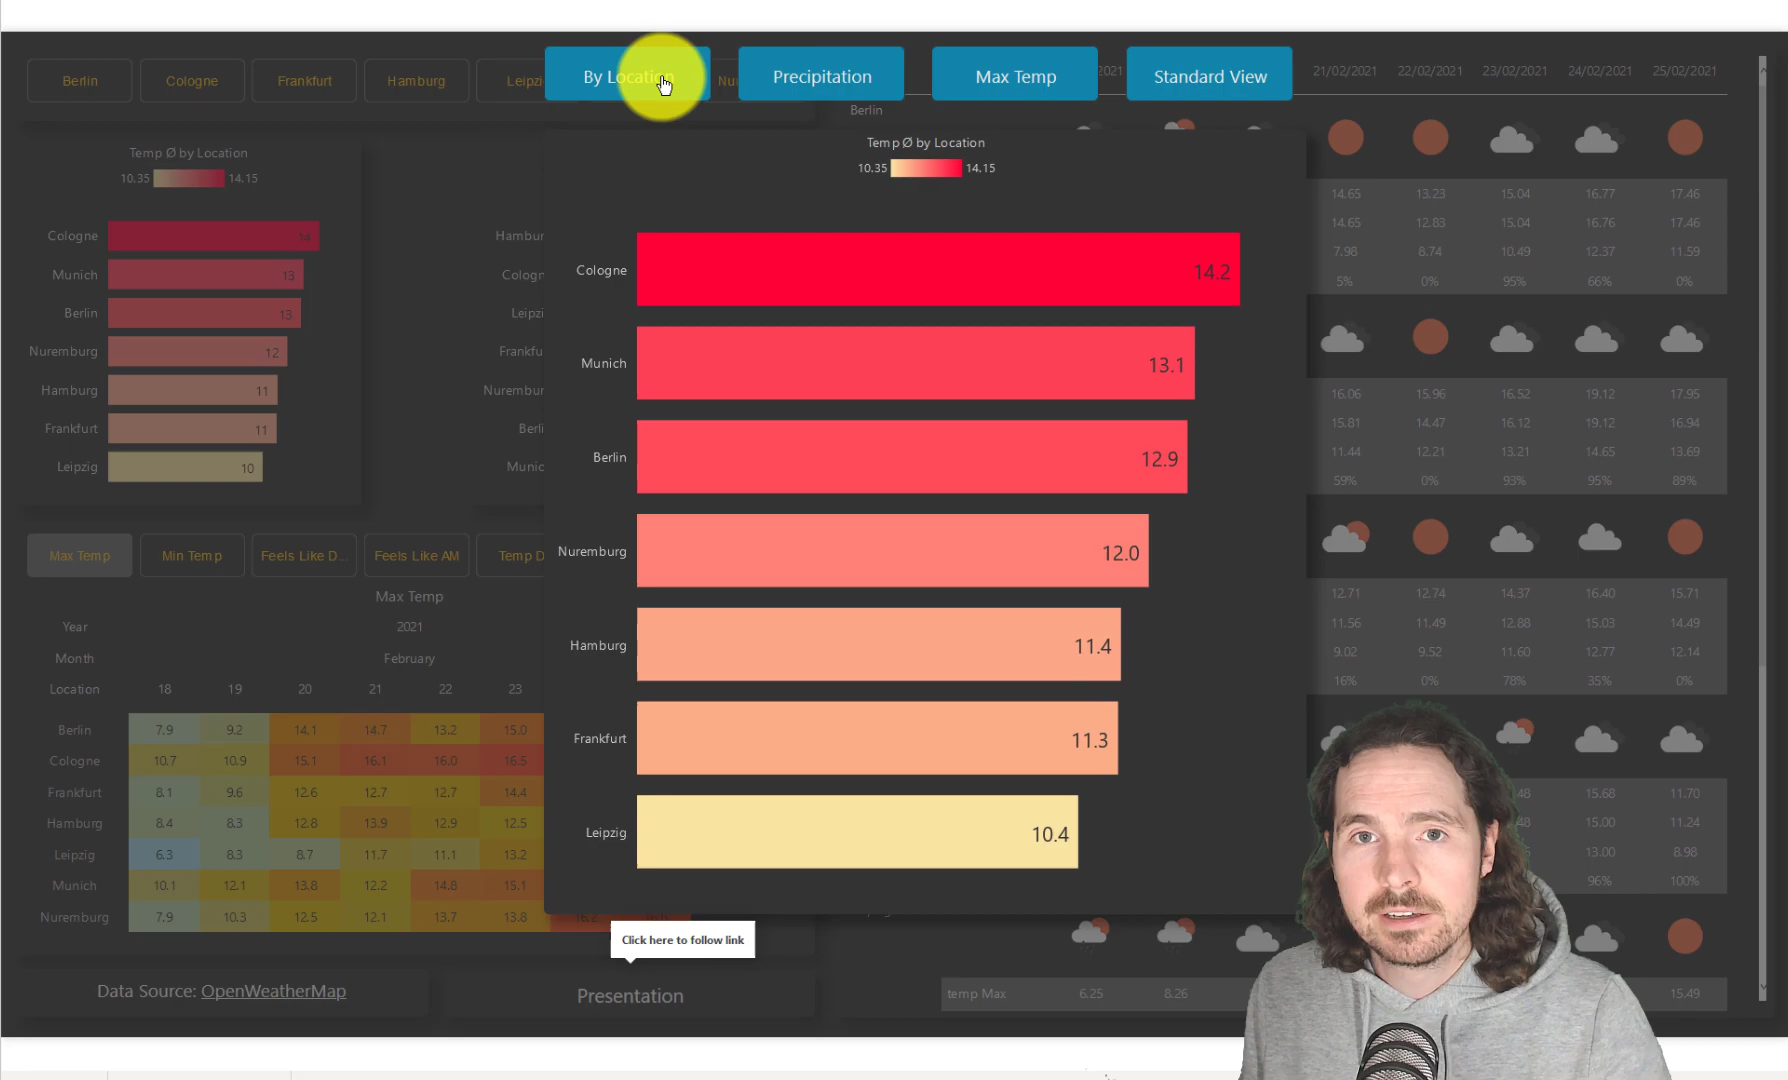 Berlin
Cologne
Frankfurt
Hamburg
By Location
Precipitation
Max Temp
Standard View
2021
21/02/2021
22/02/2021
23/02/2021
24/02/2021
25/02/2021
Berlin
Temp Ø by Location
10.35
14.15
Cologne
14
Munich
13
Berlin
13
Nuremburg
12
Hamburg
11
Frankfurt
11
Leipzig
10
Temp Ø by Location
10.35
14.15
Cologne
14.2
Munich
13.1
Berlin
12.9
Nuremburg
12.0
Hamburg
11.4
Frankfurt
11.3
Leipzig
10.4
14.65 13.23 15.04 16.77 17.46
14.65 12.83 15.04 16.76 17.46
7.98 8.74 10.49 12.37 11.59
5% 0% 95% 66% 0%
16.06 15.96 16.52 19.12 17.95
15.81 14.47 16.12 19.12 16.94
11.44 12.21 13.21 14.65 13.69
59% 0% 93% 95% 89%
12.71 12.74 14.37 16.40 15.71
11.56 11.49 12.88 15.03 14.49
9.02 9.52 11.60 12.77 12.14
16% 0% 78% 35% 0%
48 15.68 11.70
48 15.00 11.24
13.00 8.98
96% 100%
Max Temp
Min Temp
Feels Like D...
Feels Like AM
Temp D
Max Temp
Year 2021
Month February
Location 18 19 20 21 22 23
Berlin 7.9 9.2 14.1 14.7 13.2 15.0
Cologne 10.7 10.9 15.1 16.1 16.0 16.5
Frankfurt 8.1 9.6 12.6 12.7 12.7 14.4
Hamburg 8.4 8.3 12.8 13.9 12.9 12.5
Leipzig 6.3 8.3 8.7 11.7 11.1 13.2
Munich 10.1 12.1 13.8 12.2 14.8 15.1
Nuremburg 7.9 10.3 12.5 12.1 13.7 13.8
Click here to follow link
Data Source: OpenWeatherMap
Presentation
temp Max 6.25 8.26
15.49